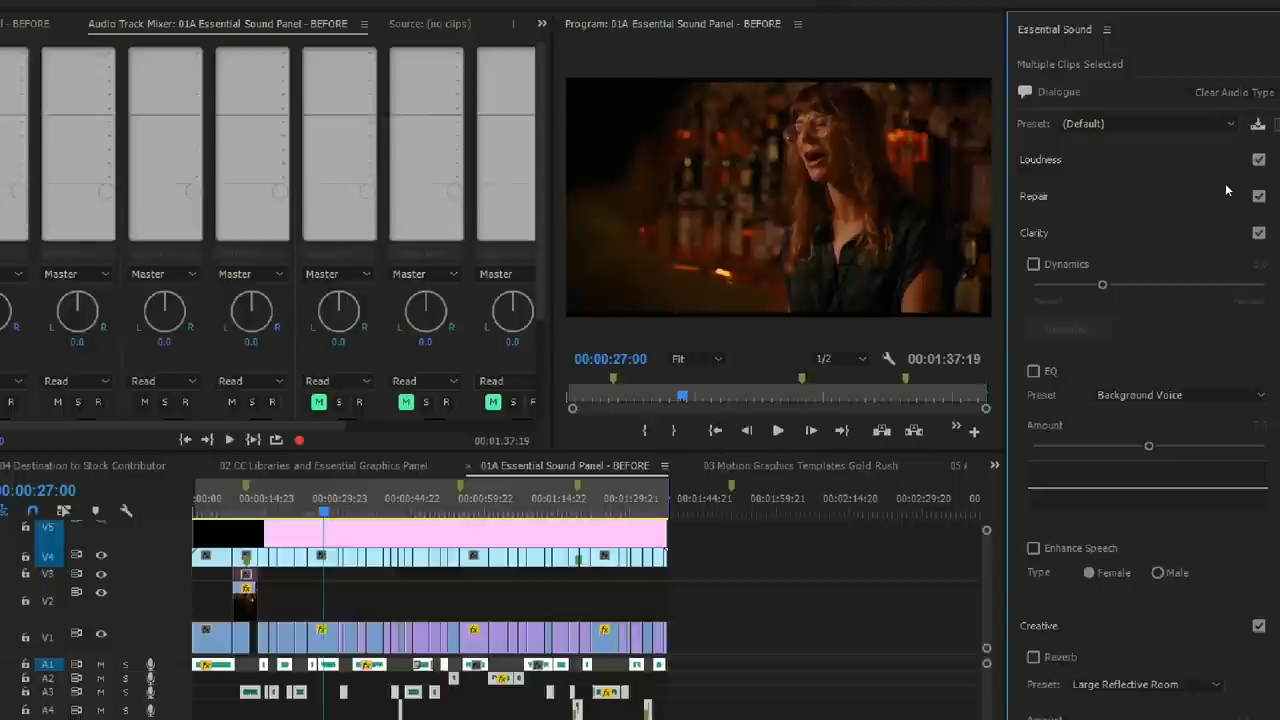 l - BEFORE
Audio Track Mixer: 01A Essential Sound Panel - BEFORE
Source: (no clips)
Program: 01A Essential Sound Panel - BEFORE
Essential Sound
Multiple Clips Selected
Dialogue
Clear Audio Type
Preset: (Default)
Loudness
Repair
Clarity
Dynamics
EQ
Preset Background Voice
Amount
Enhance Speech
Type Female Male
Creative
Reverb
Preset: Large Reflective Room
Master Master Master Master Master Master
R L R L R L R L R L R L
0.0 0.0 0.0 0.0 0.0 0.0
Read Read Read Read Read Read
R M S R M S R M S R M S R M S R M S
00:01:37:19
00:00:27:00 Fit 1/2 00:01:37:19
04 Destination to Stock Contributor
02 CC Libraries and Essential Graphics Panel
× 01A Essential Sound Panel - BEFORE
03 Motion Graphics Templates Gold Rush
05
00:00:27:00
:00:00 00:00:14:23 00:00:29:23 00:00:44:22 00:00:59:22 00:01:14:22 00:01:29:21 00:01:44:21 00:01:59:21 00:02:14:20 00:02:29:20 00
V5
V4
V3
V2
V1
A1 M S
A2 M S
A3 M S
A4 M S